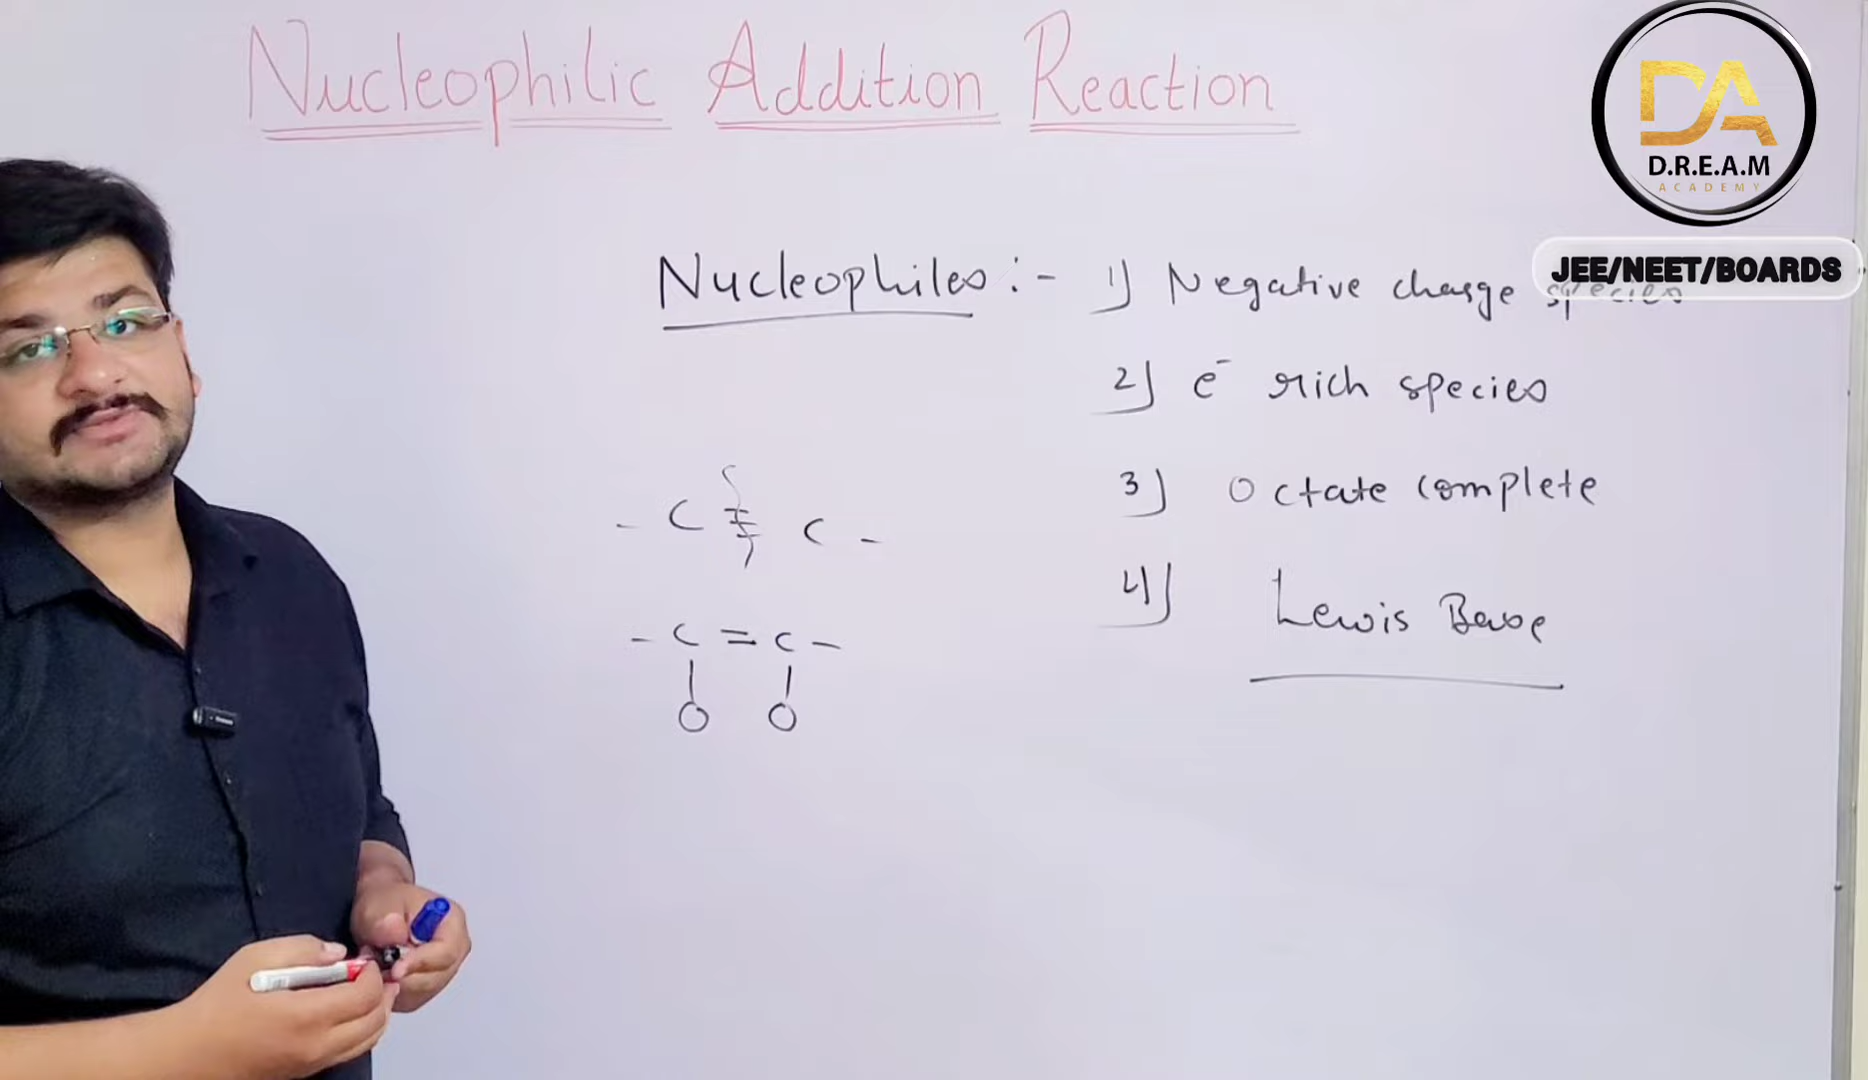 Nucleophilic Addition Reaction
DA
D.R.E.A.M
ACADEMY
JEE/NEET/BOARDS
Nucleophiles :- 1) Negative charge species
2) e⁻ rich species
3) Octate complete
4) Lewis Base
- C ≡ C -
- C = C -
O O